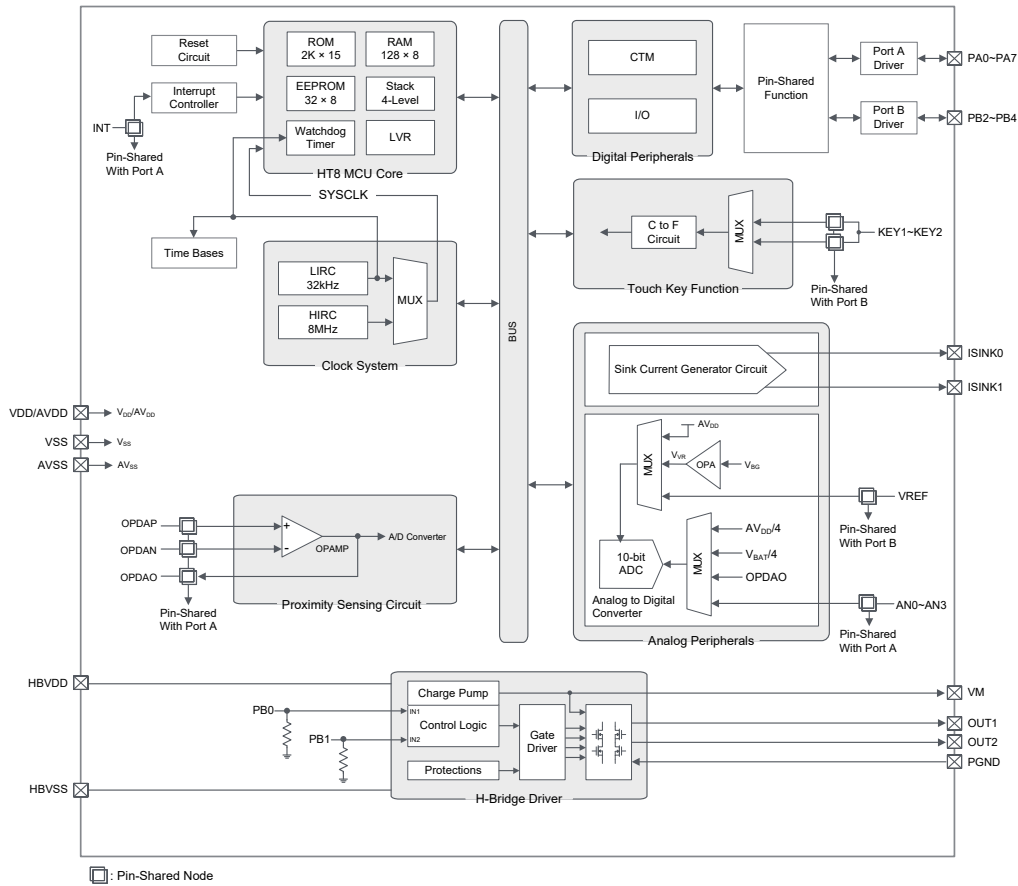 Reset
Circuit
Interrupt
Controller
INT
Pin-Shared
With Port A
ROM
2K × 15
RAM
128 × 8
EEPROM
32 × 8
Stack
4-Level
Watchdog
Timer
LVR
HT8 MCU Core
SYSCLK
Time Bases
LIRC
32kHz
HIRC
8MHz
MUX
Clock System
BUS
CTM
I/O
Digital Peripherals
Pin-Shared
Function
Port A
Driver
Port B
Driver
PA0~PA7
PB2~PB4
C to F
Circuit
MUX
KEY1~KEY2
Pin-Shared
With Port B
Touch Key Function
Sink Current Generator Circuit
ISINK0
ISINK1
VDD/AVDD
VDD/AVDD
VSS
VSS
AVSS
AVSS
MUX
AVDD
VVR
OPA
VBG
VREF
Pin-Shared
With Port B
10-bit
ADC
Analog to Digital
Converter
MUX
AVDD/4
VBAT/4
OPDAO
AN0~AN3
Pin-Shared
With Port A
Analog Peripherals
OPDAP
OPDAN
OPDAO
Pin-Shared
With Port A
+
-
OPAMP
A/D Converter
Proximity Sensing Circuit
HBVDD
HBVSS
PB0
PB1
Charge Pump
IN1
Control Logic
IN2
Protections
Gate
Driver
H-Bridge Driver
VM
OUT1
OUT2
PGND
: Pin-Shared Node